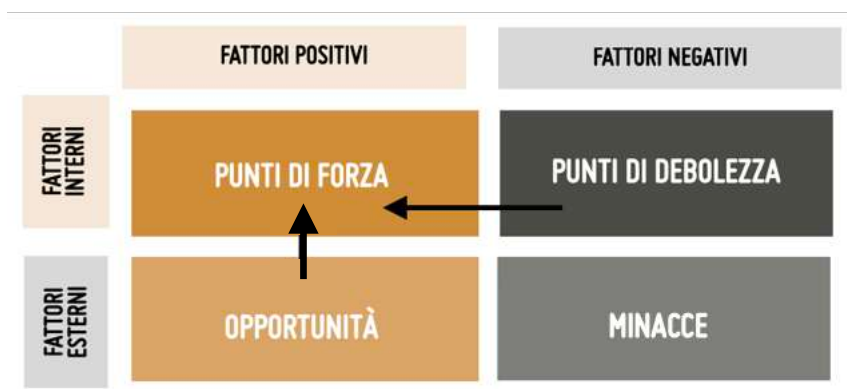 FATTORI POSITIVI
FATTORI NEGATIVI
FATTORI
INTERNI
PUNTI DI FORZA
PUNTI DI DEBOLEZZA
FATTORI
ESTERNI
OPPORTUNITÀ
MINACCE